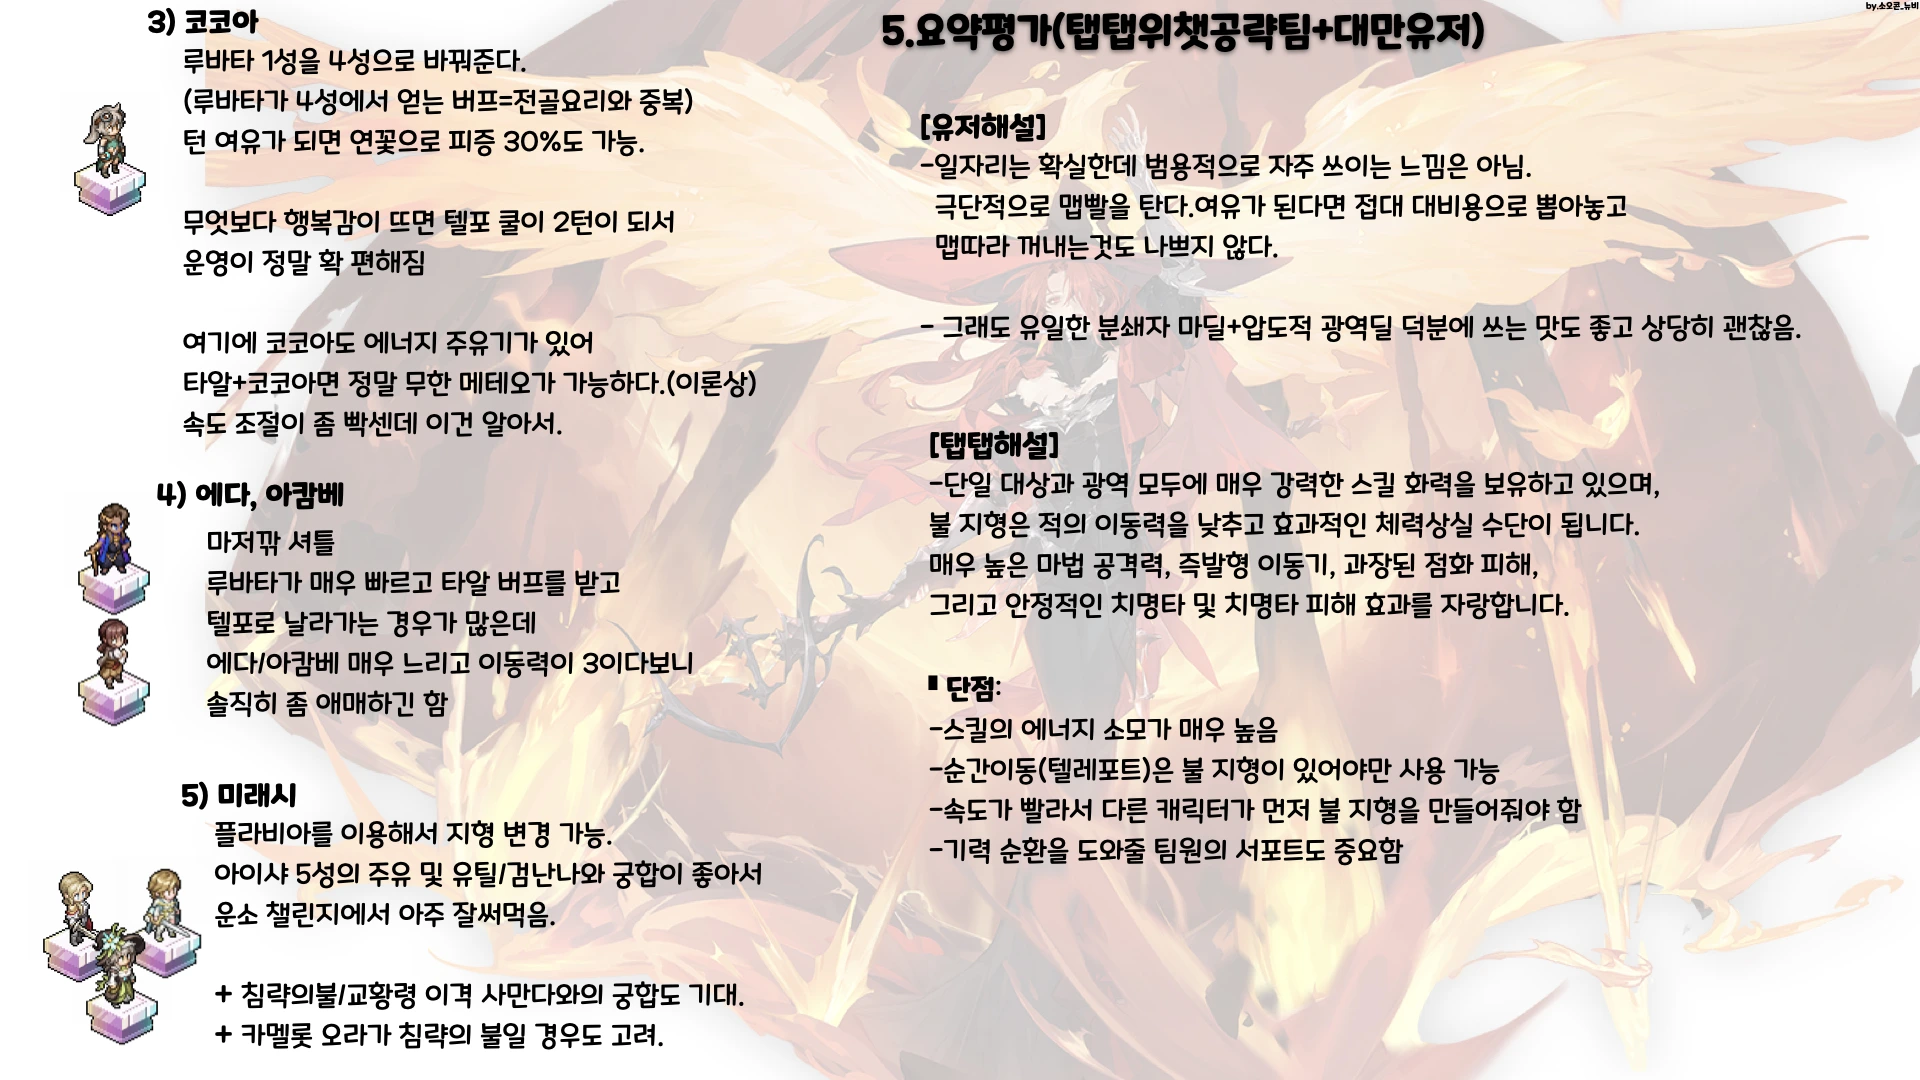 by.소오콘_뉴비
3) 코코아
루바타 1성을 4성으로 바꿔준다.
(루바타가 4성에서 얻는 버프=전골요리와 중복)
턴 여유가 되면 연꽃으로 피증 30%도 가능.
무엇보다 행복감이 뜨면 텔포 쿨이 2턴이 되서
운영이 정말 확 편해짐
여기에 코코아도 에너지 주유기가 있어
타알+코코아면 정말 무한 메테오가 가능하다.(이론상)
속도 조절이 좀 빡센데 이건 알아서.
4) 에다, 아캄베
마저깎 셔틀
루바타가 매우 빠르고 타알 버프를 받고
텔포로 날라가는 경우가 많은데
에다/아캄베 매우 느리고 이동력이 3이다보니
솔직히 좀 애매하긴 함
5) 미래시
플라비아를 이용해서 지형 변경 가능.
아이샤 5성의 주유 및 유틸/검난나와 궁합이 좋아서
운소 챌린지에서 아주 잘써먹음.
+ 침략의불/교황령 이격 사만다와의 궁합도 기대.
+ 카멜롯 오라가 침략의 불일 경우도 고려.
5.요약평가(탭탭위챗공략팀+대만유저)
[유저해설]
-일자리는 확실한데 범용적으로 자주 쓰이는 느낌은 아님.
극단적으로 맵빨을 탄다.여유가 된다면 접대 대비용으로 뽑아놓고
맵따라 꺼내는것도 나쁘지 않다.
- 그래도 유일한 분쇄자 마딜+압도적 광역딜 덕분에 쓰는 맛도 좋고 상당히 괜찮음.
[탭탭해설]
-단일 대상과 광역 모두에 매우 강력한 스킬 화력을 보유하고 있으며,
불 지형은 적의 이동력을 낮추고 효과적인 체력상실 수단이 됩니다.
매우 높은 마법 공격력, 즉발형 이동기, 과장된 점화 피해,
그리고 안정적인 치명타 및 치명타 피해 효과를 자랑합니다.
▘단점:
-스킬의 에너지 소모가 매우 높음
-순간이동(텔레포트)은 불 지형이 있어야만 사용 가능
-속도가 빨라서 다른 캐릭터가 먼저 불 지형을 만들어줘야 함
-기력 순환을 도와줄 팀원의 서포트도 중요함